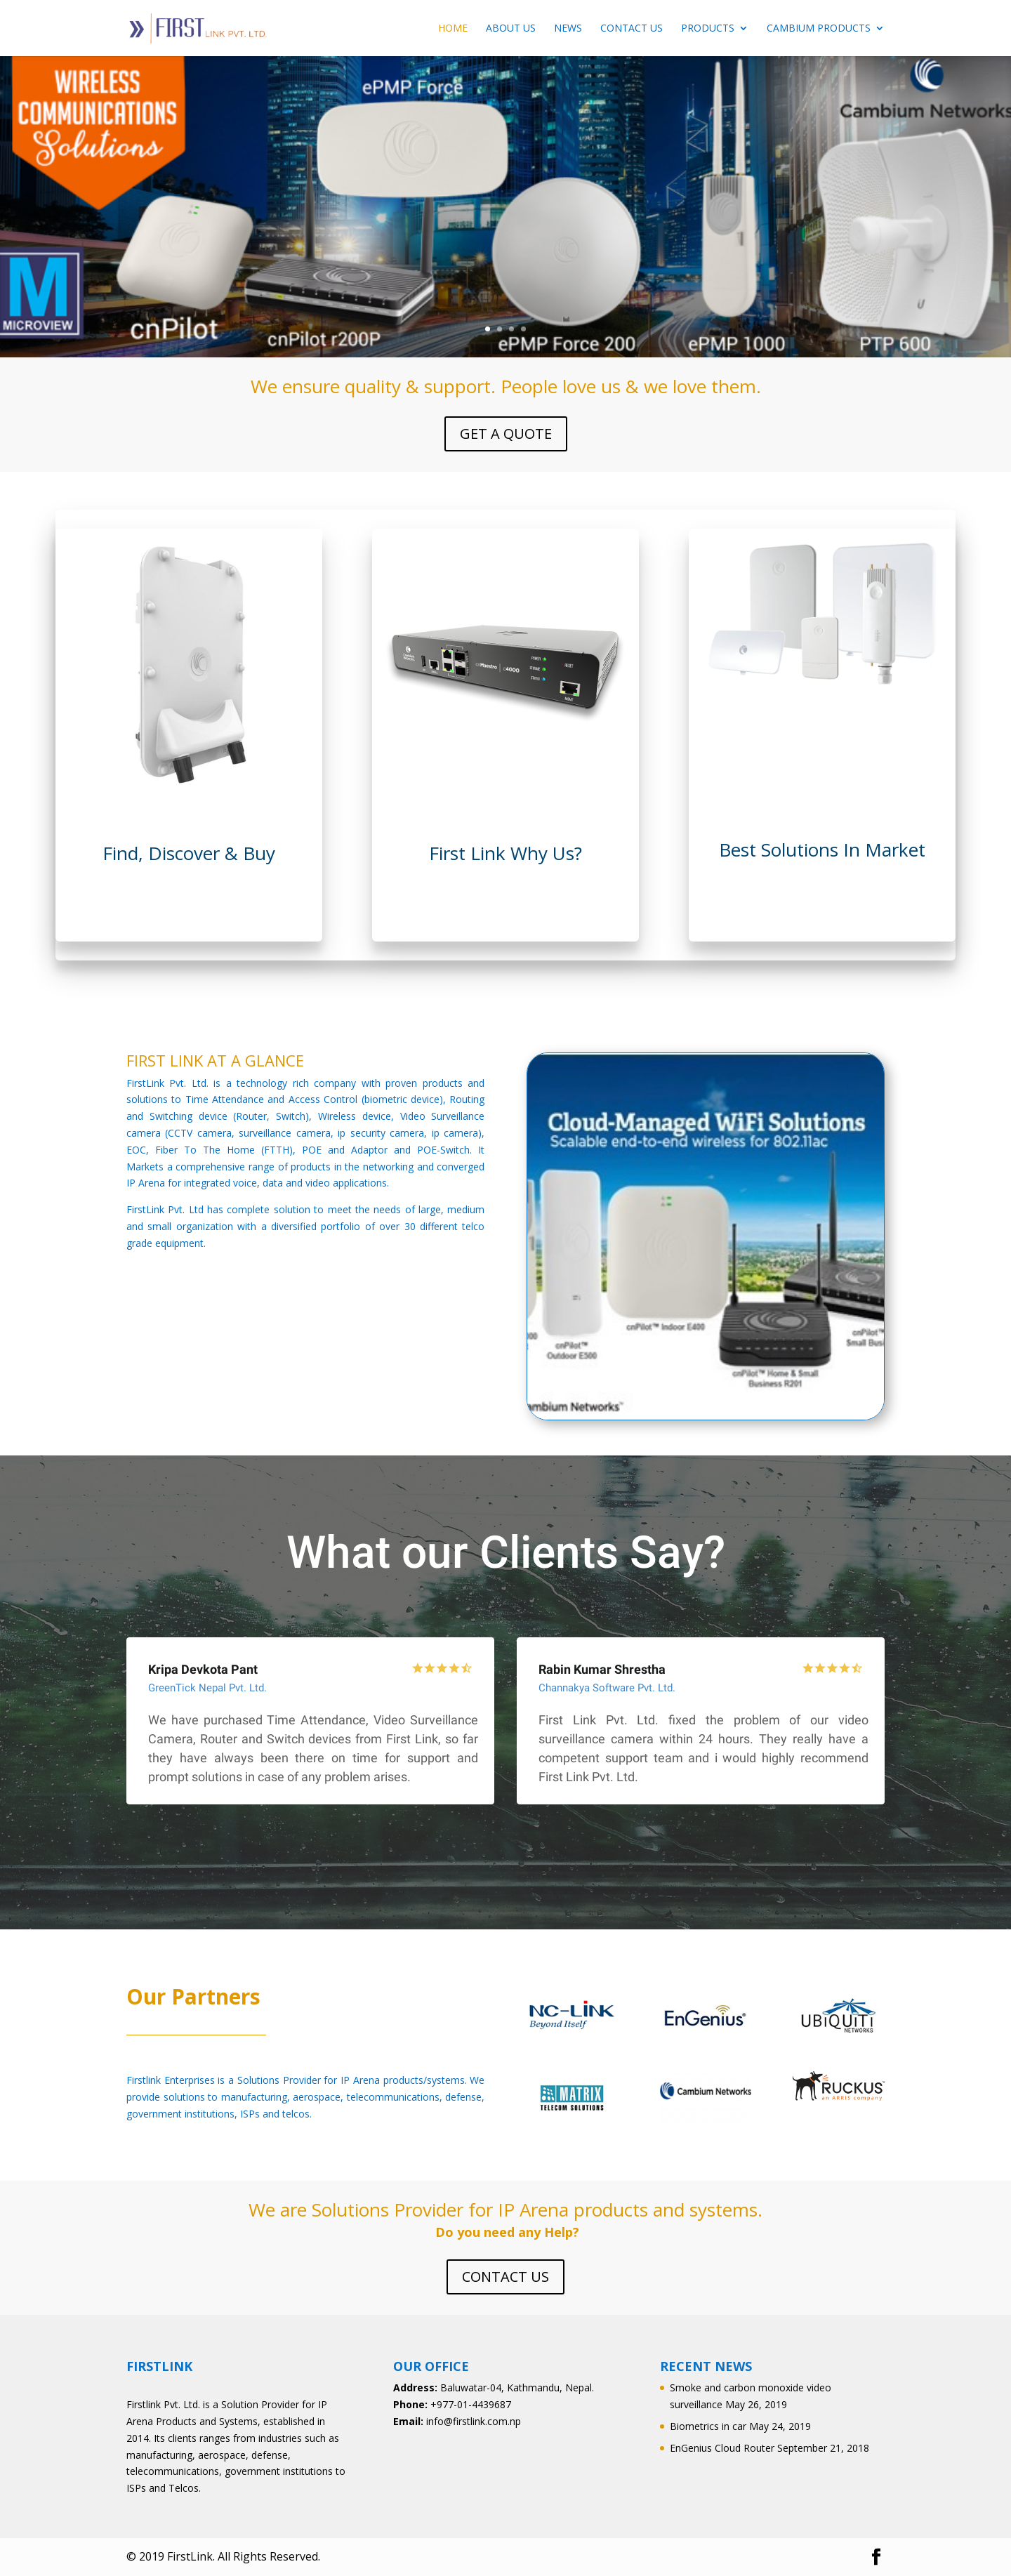 FIRST LINK PVT. LTD.
HOME ABOUT US NEWS CONTACT US PRODUCTS CAMBIUM PRODUCTS
WIRELESS
COMMUNICATIONS
Solutions
ePMP Force
Cambium Networks
M
MICROVIEW
cnPilot
cnPilot r200P
ePMP Force 200
ePMP 1000
PTP 600
We ensure quality & support. People love us & we love them.
GET A QUOTE
Find, Discover & Buy
First Link Why Us?
Best Solutions In Market
FIRST LINK AT A GLANCE
FirstLink Pvt. Ltd. is a technology rich company with proven products and
solutions to Time Attendance and Access Control (biometric device), Routing
and Switching device (Router, Switch), Wireless device, Video Surveillance
camera (CCTV camera, surveillance camera, ip security camera, ip camera),
EOC, Fiber To The Home (FTTH), POE and Adaptor and POE-Switch. It
Markets a comprehensive range of products in the networking and converged
IP Arena for integrated voice, data and video applications.
FirstLink Pvt. Ltd has complete solution to meet the needs of large, medium
and small organization with a diversified portfolio of over 30 different telco
grade equipment.
Cloud-Managed WiFi Solutions
Scalable end-to-end wireless for 802.11ac
cnPilot™ Indoor E400
cnPilot™
Outdoor E500
cnPilot™
Small Busi
cnPilot™ Home & Small
Business R201
mbium Networks™
What our Clients Say?
Kripa Devkota Pant
GreenTick Nepal Pvt. Ltd.
We have purchased Time Attendance, Video Surveillance
Camera, Router and Switch devices from First Link, so far
they have always been there on time for support and
prompt solutions in case of any problem arises.
Rabin Kumar Shrestha
Channakya Software Pvt. Ltd.
First Link Pvt. Ltd. fixed the problem of our video
surveillance camera within 24 hours. They really have a
competent support team and i would highly recommend
First Link Pvt. Ltd.
Our Partners
Firstlink Enterprises is a Solutions Provider for IP Arena products/systems. We
provide solutions to manufacturing, aerospace, telecommunications, defense,
government institutions, ISPs and telcos.
NC-LINK
Beyond Itself
EnGenius®
UBiQUiTi
NETWORKS
MATRIX
TELECOM SOLUTIONS
Cambium Networks
RUCKUS
an ARRIS company
We are Solutions Provider for IP Arena products and systems.
Do you need any Help?
CONTACT US
FIRSTLINK
Firstlink Pvt. Ltd. is a Solution Provider for IP
Arena Products and Systems, established in
2014. Its clients ranges from industries such as
manufacturing, aerospace, defense,
telecommunications, government institutions to
ISPs and Telcos.
OUR OFFICE
Address: Baluwatar-04, Kathmandu, Nepal.
Phone: +977-01-4439687
Email: info@firstlink.com.np
RECENT NEWS
Smoke and carbon monoxide video
surveillance May 26, 2019
Biometrics in car May 24, 2019
EnGenius Cloud Router September 21, 2018
© 2019 FirstLink. All Rights Reserved.